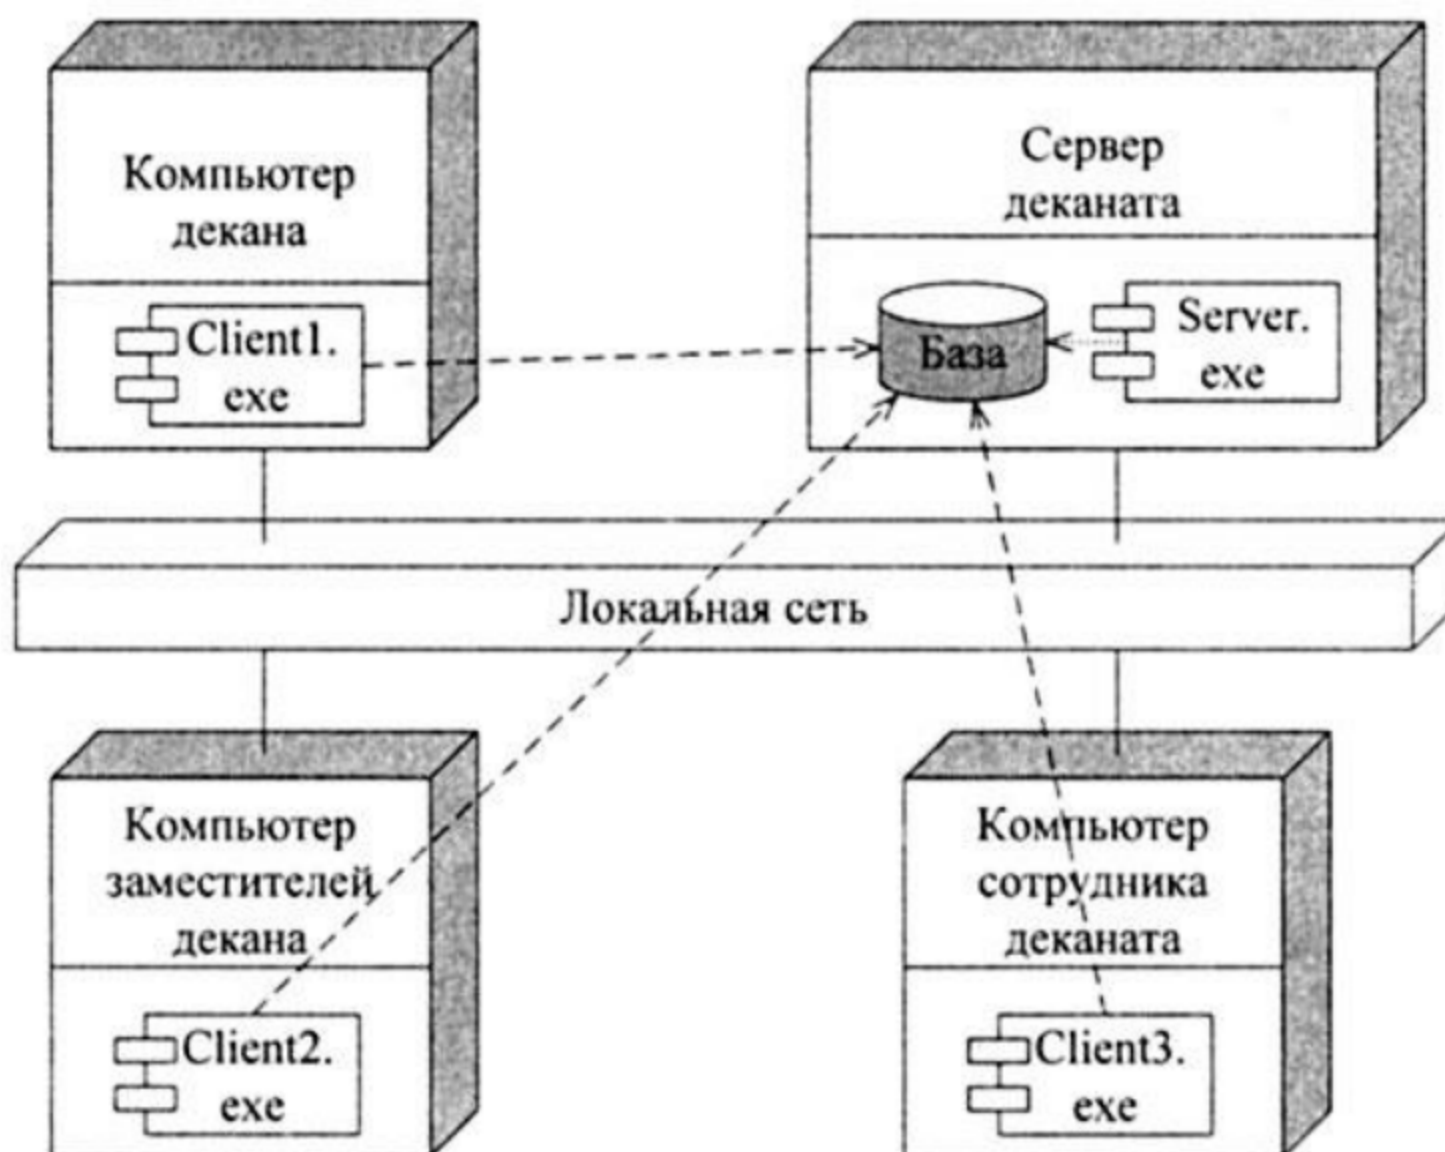 Компьютер
декана
Client1.
exe
Сервер
деканата
База
Server.
exe
Локальная сеть
Компьютер
заместителей
декана
Client2.
exe
Компьютер
сотрудника
деканата
Client3.
exe